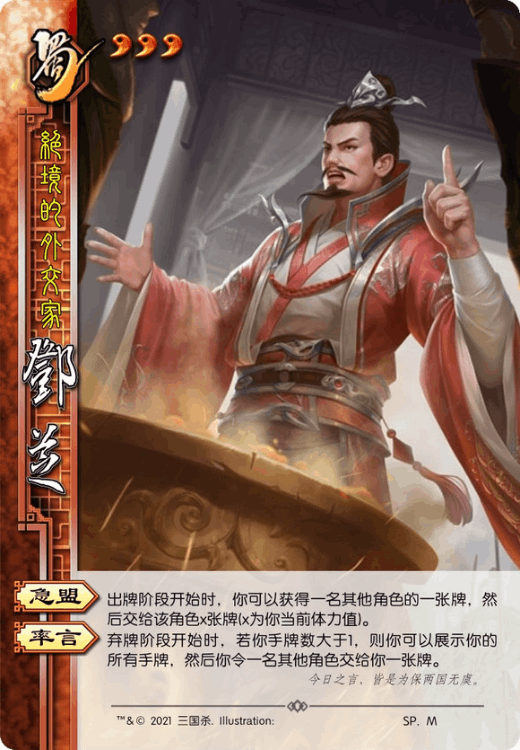 蜀
絕境的外交家
鄧芝
急盟
出牌阶段开始时，你可以获得一名其他角色的一张牌，然
后交给该角色x张牌(x为你当前体力值)。
率言
弃牌阶段开始时，若你手牌数大于1，则你可以展示你的
所有手牌，然后你令一名其他角色交给你一张牌。
今日之言，皆是为保两国无虞。
™&© 2021 三国杀. Illustration:
SP. M